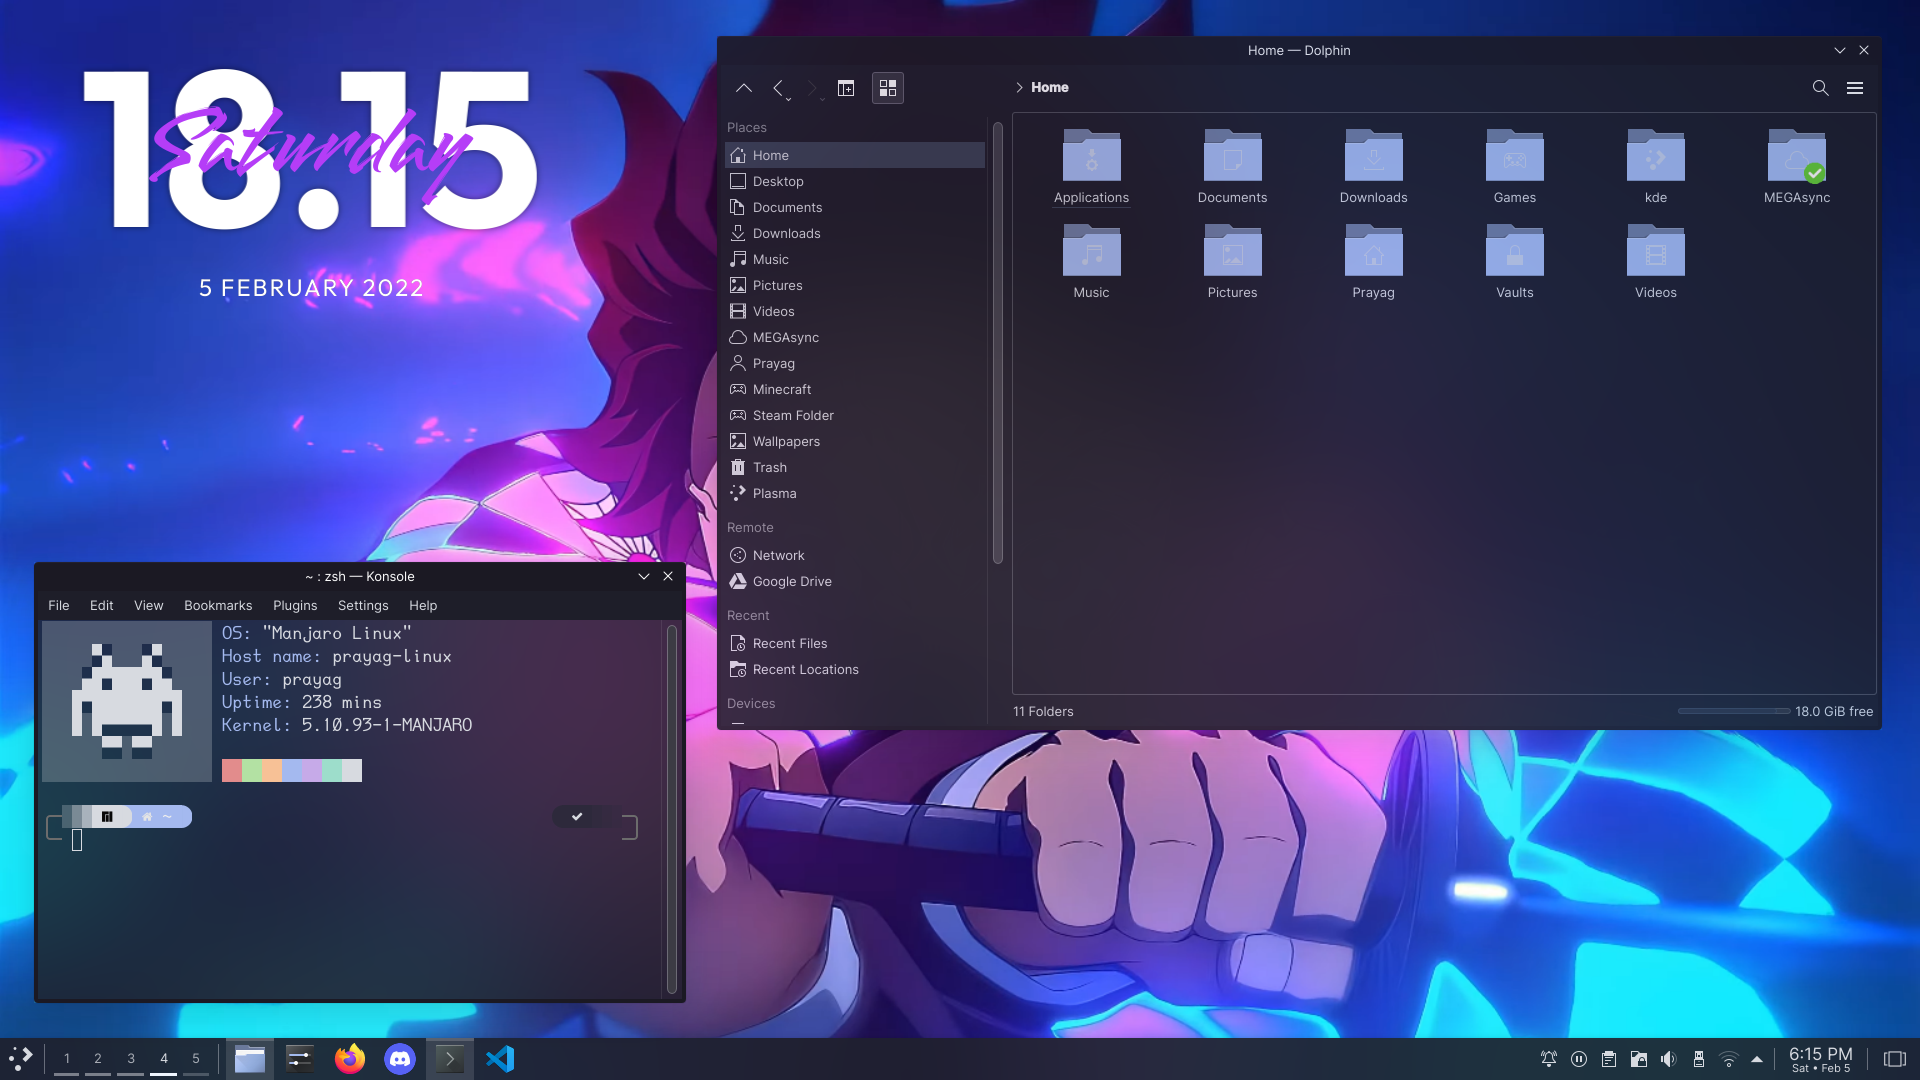 18.15
Saturday
5 FEBRUARY 2022
Home — Dolphin
Home
Places
Home
Desktop
Documents
Downloads
Music
Pictures
Videos
MEGAsync
Prayag
Minecraft
Steam Folder
Wallpapers
Trash
Plasma
Remote
Network
Google Drive
Recent
Recent Files
Recent Locations
Devices
Applications Documents Downloads Games kde MEGAsync
Music Pictures Prayag Vaults Videos
11 Folders 18.0 GiB free
~ : zsh — Konsole
File Edit View Bookmarks Plugins Settings Help
OS: "Manjaro Linux"
Host name: prayag-linux
User: prayag
Uptime: 238 mins
Kernel: 5.10.93-1-MANJARO
~
1 2 3 4 5
6:15 PM
Sat • Feb 5